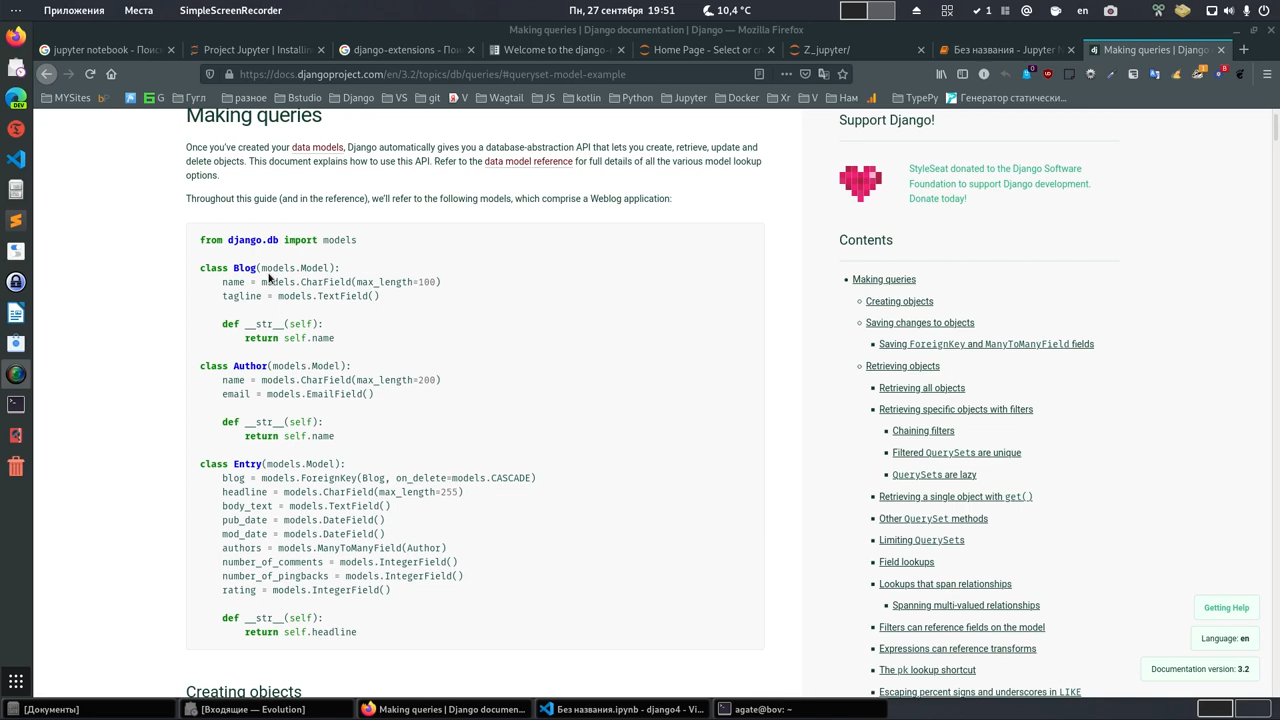 Приложения Места SimpleScreenRecorder Пн, 27 сентября 19:51 10,4 °C 1 en
Making queries | Django documentation | Django — Mozilla Firefox
jupyter notebook - Поис Project Jupyter | Installin django-extensions - Пои Welcome to the django- Home Page - Select or c Z_jupyter/ Без названия - Jupyter Making queries | Django
https://docs.djangoproject.com/en/3.2/topics/db/queries/#queryset-model-example
MYSites G Гугл разное Bstudio Django VS git V Wagtail JS kotlin Python Jupyter Docker Xr V Нам TypeРу Генератор статически...
Making queries
Once you've created your data models, Django automatically gives you a database-abstraction API that lets you create, retrieve, update and
delete objects. This document explains how to use this API. Refer to the data model reference for full details of all the various model lookup
options.
Throughout this guide (and in the reference), we'll refer to the following models, which comprise a Weblog application:
from django.db import models
class Blog(models.Model):
name = models.CharField(max_length=100)
tagline = models.TextField()
def __str__(self):
return self.name
class Author(models.Model):
name = models.CharField(max_length=200)
email = models.EmailField()
def __str__(self):
return self.name
class Entry(models.Model):
blog = models.ForeignKey(Blog, on_delete=models.CASCADE)
headline = models.CharField(max_length=255)
body_text = models.TextField()
pub_date = models.DateField()
mod_date = models.DateField()
authors = models.ManyToManyField(Author)
number_of_comments = models.IntegerField()
number_of_pingbacks = models.IntegerField()
rating = models.IntegerField()
def __str__(self):
return self.headline
Creating objects
Support Django!
StyleSeat donated to the Django Software
Foundation to support Django development.
Donate today!
Contents
Making queries
Creating objects
Saving changes to objects
Saving ForeignKey and ManyToManyField fields
Retrieving objects
Retrieving all objects
Retrieving specific objects with filters
Chaining filters
Filtered QuerySets are unique
QuerySets are lazy
Retrieving a single object with get()
Other QuerySet methods
Limiting QuerySets
Field lookups
Lookups that span relationships
Spanning multi-valued relationships
Filters can reference fields on the model
Expressions can reference transforms
The pk lookup shortcut
Escaping percent signs and underscores in LIKE
Getting Help
Language: en
Documentation version: 3.2
[Документы] [Входящие — Evolution] Making queries | Django documen... Без названия.ipynb - django4 - Vi... agate@bov: ~